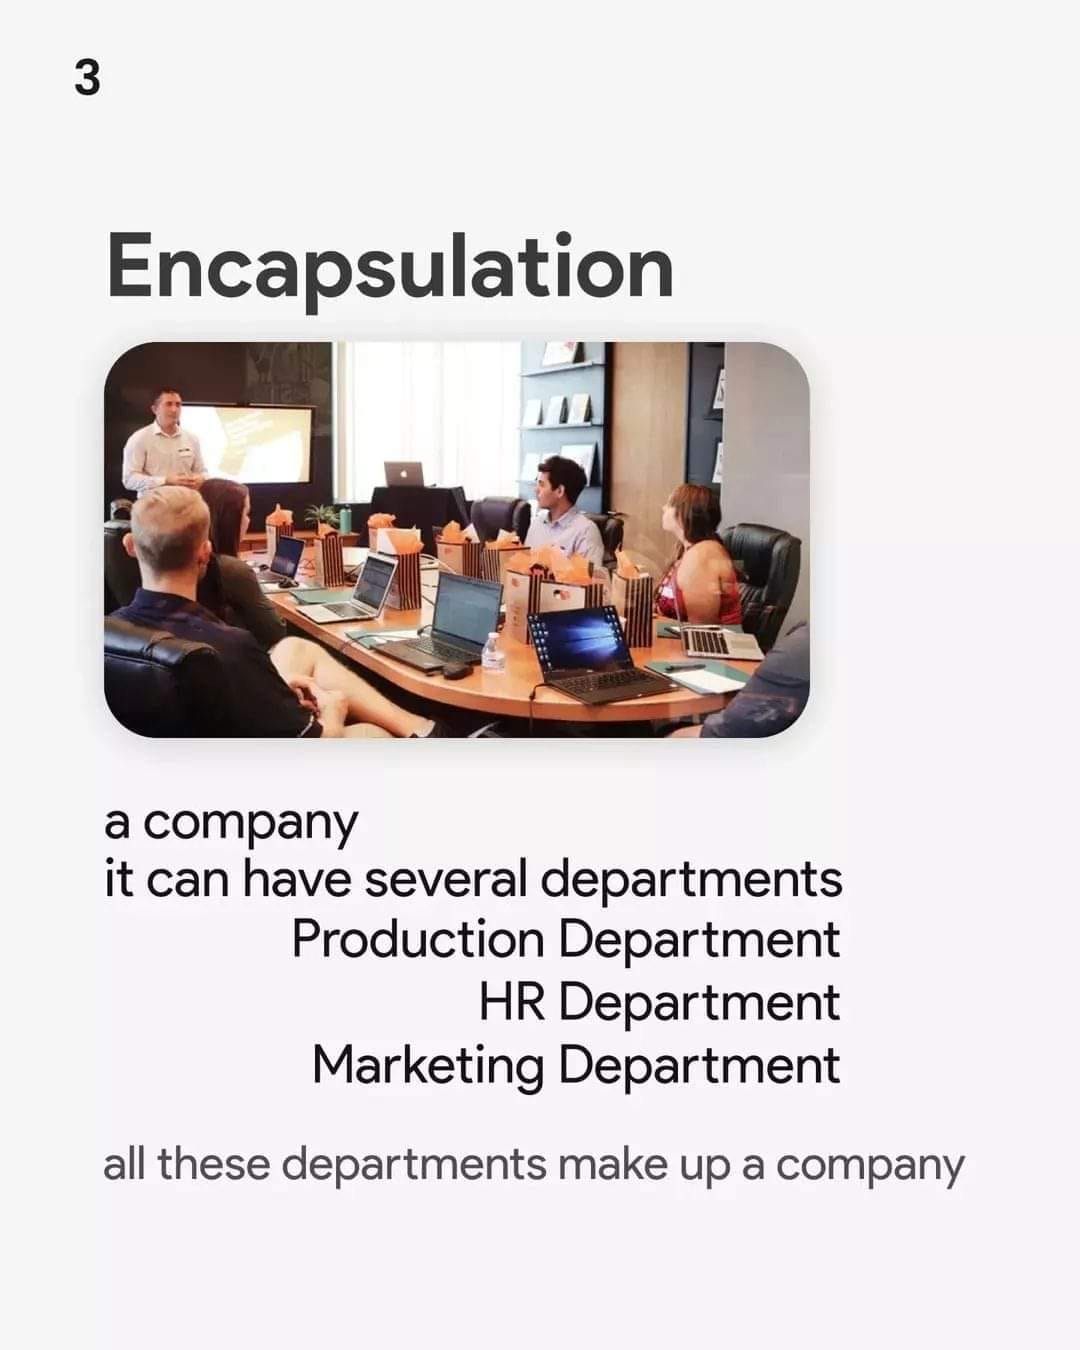 3
Encapsulation
a company
it can have several departments
Production Department
HR Department
Marketing Department
all these departments make up a company